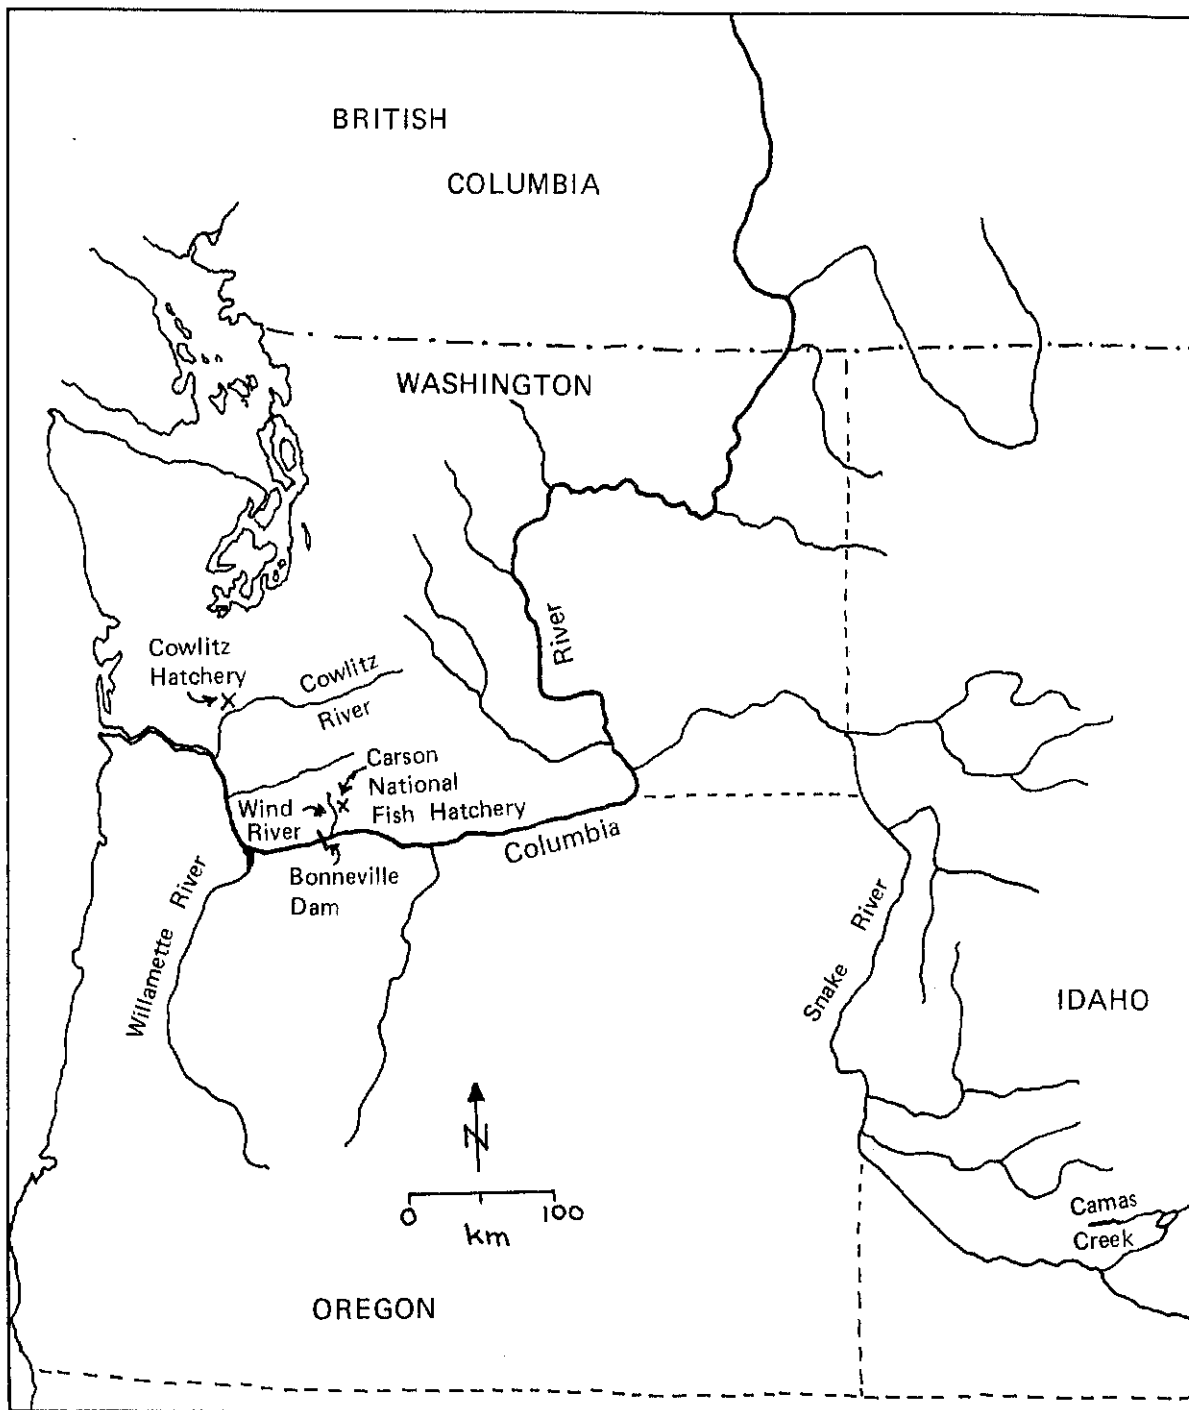 BRITISH
COLUMBIA
WASHINGTON
River
Cowlitz
Hatchery
Cowlitz
River
Carson
National
Fish Hatchery
Wind
River
Columbia
Bonneville
Dam
Willamette River
Snake River
IDAHO
N
0 100
km
Camas
Creek
OREGON